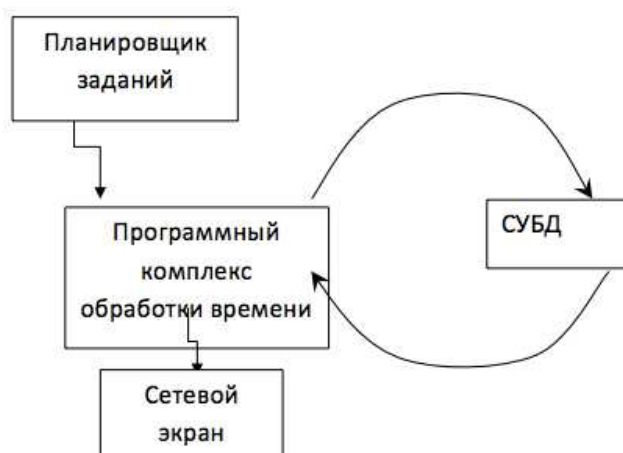 Планировщик
заданий
Программный
комплекс
обработки времени
СУБД
Сетевой
экран